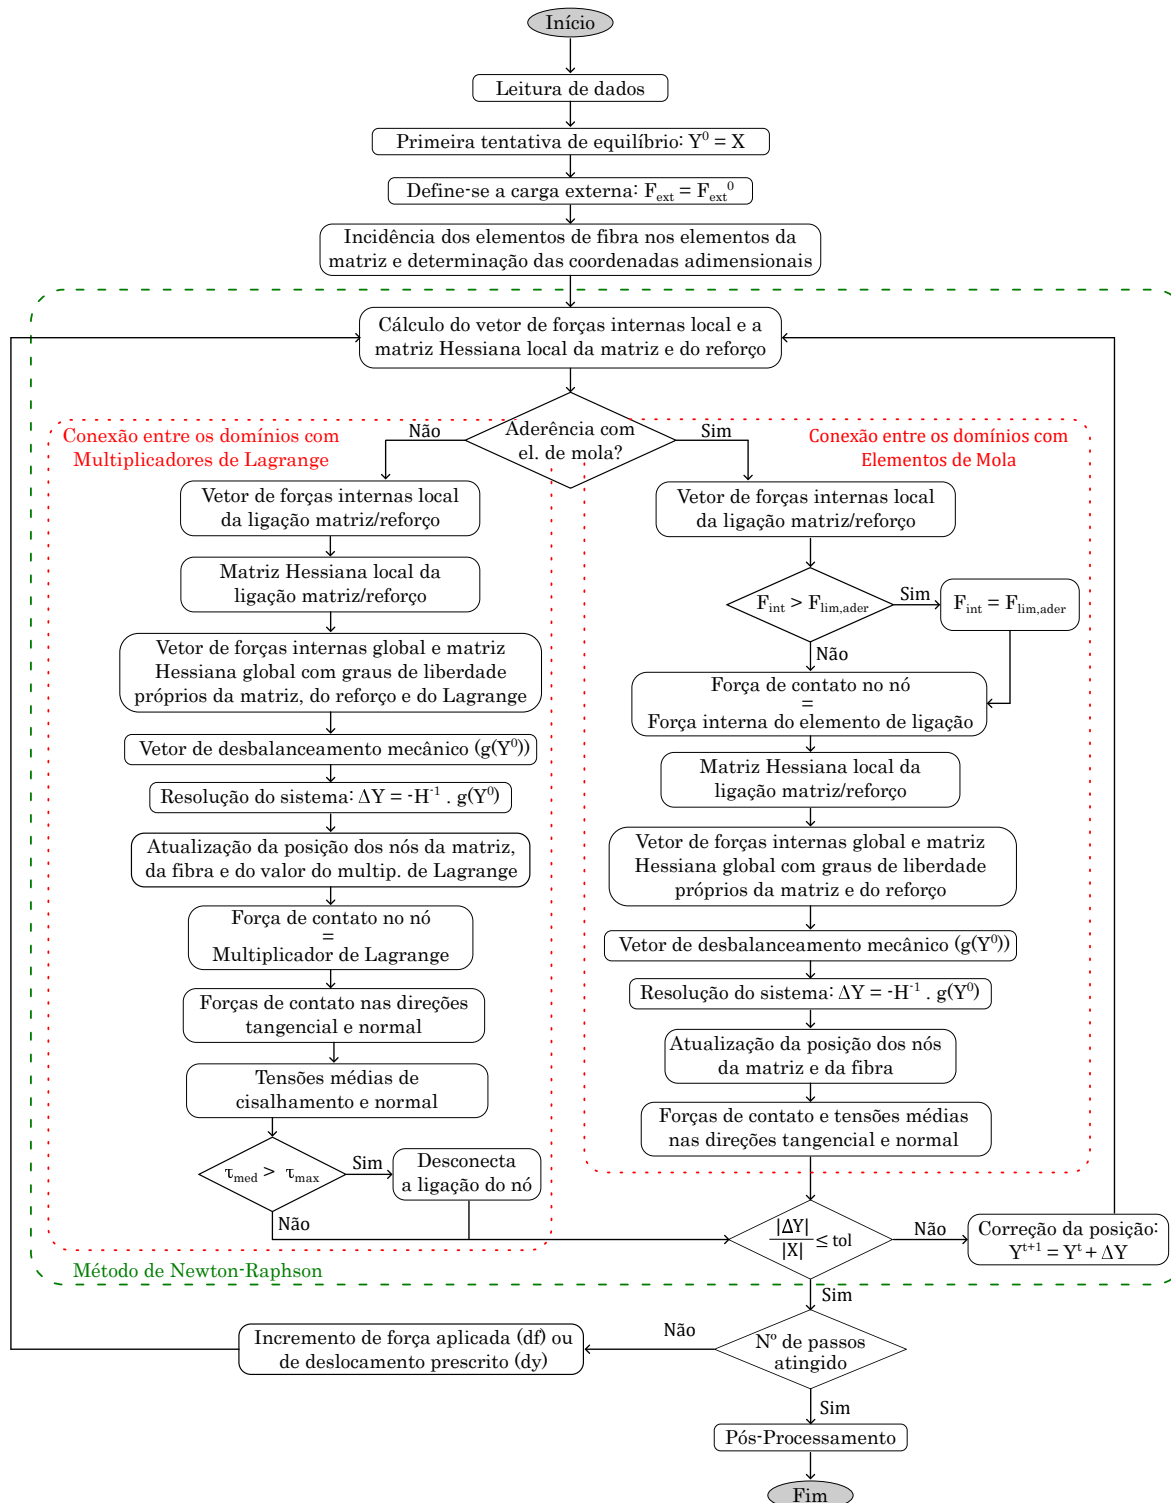 Início
Leitura de dados
Primeira tentativa de equilíbrio: Y⁰ = X
Define-se a carga externa: F_ext = F_ext⁰
Incidência dos elementos de fibra nos elementos da
matriz e determinação das coordenadas adimensionais
Cálculo do vetor de forças internas local e a
matriz Hessiana local da matriz e do reforço
Aderência com
el. de mola?
Não
Sim
Conexão entre os domínios com
Multiplicadores de Lagrange
Vetor de forças internas local
da ligação matriz/reforço
Matriz Hessiana local da
ligação matriz/reforço
Vetor de forças internas global e matriz
Hessiana global com graus de liberdade
próprios da matriz, do reforço e do Lagrange
Vetor de desbalanceamento mecânico (g(Y⁰))
Resolução do sistema: ΔY = -H⁻¹ . g(Y⁰)
Atualização da posição dos nós da matriz,
da fibra e do valor do multip. de Lagrange
Força de contato no nó
=
Multiplicador de Lagrange
Forças de contato nas direções
tangencial e normal
Tensões médias de
cisalhamento e normal
τ_med > τ_max
Sim
Desconecta
a ligação do nó
Não
Conexão entre os domínios com
Elementos de Mola
Vetor de forças internas local
da ligação matriz/reforço
F_int > F_lim,ader
Sim
F_int = F_lim,ader
Não
Força de contato no nó
=
Força interna do elemento de ligação
Matriz Hessiana local da
ligação matriz/reforço
Vetor de forças internas global e matriz
Hessiana global com graus de liberdade
próprios da matriz e do reforço
Vetor de desbalanceamento mecânico (g(Y⁰))
Resolução do sistema: ΔY = -H⁻¹ . g(Y⁰)
Atualização da posição dos nós
da matriz e da fibra
Forças de contato e tensões médias
nas direções tangencial e normal
|ΔY|
|X|
≤ tol
Não
Correção da posição:
Yᵗ⁺¹ = Yᵗ + ΔY
Método de Newton-Raphson
Sim
Nº de passos
atingido
Não
Incremento de força aplicada (df) ou
de deslocamento prescrito (dy)
Sim
Pós-Processamento
Fim